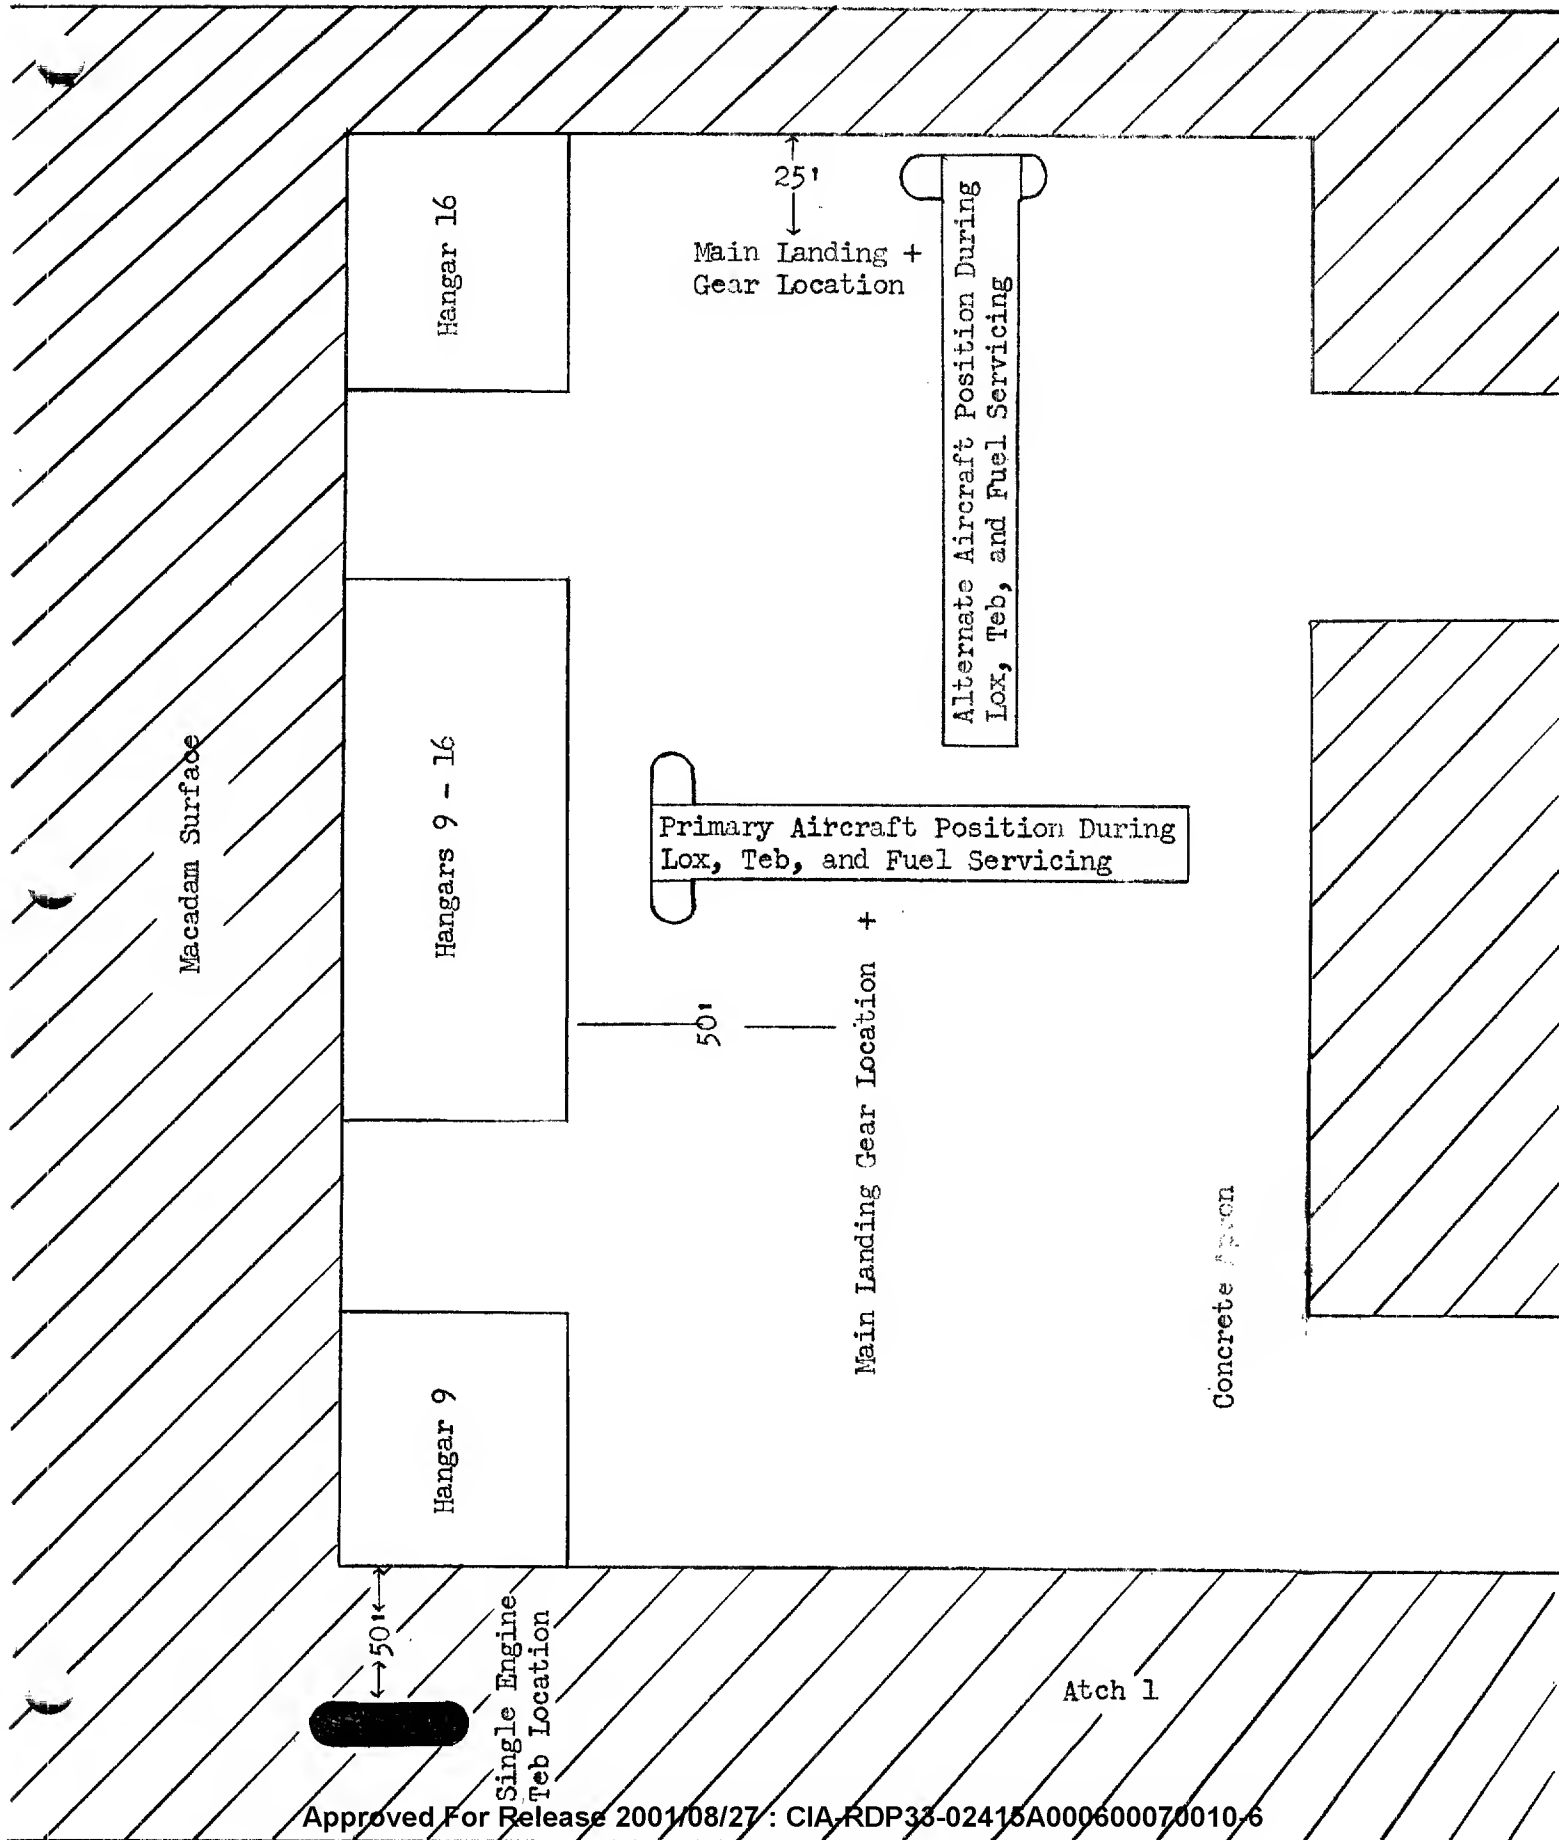 Hangar 16
25'
Main Landing +
Gear Location
Alternate Aircraft Position During
Lox, Teb, and Fuel Servicing
Macadam Surface
Hangars 9 - 16
Primary Aircraft Position During
Lox, Teb, and Fuel Servicing
50'
Main Landing Gear Location +
Concrete Apron
Hangar 9
50'
Single Engine
Teb Location
Atch 1
Approved For Release 2001/08/27 : CIA-RDP33-02415A000600070010-6